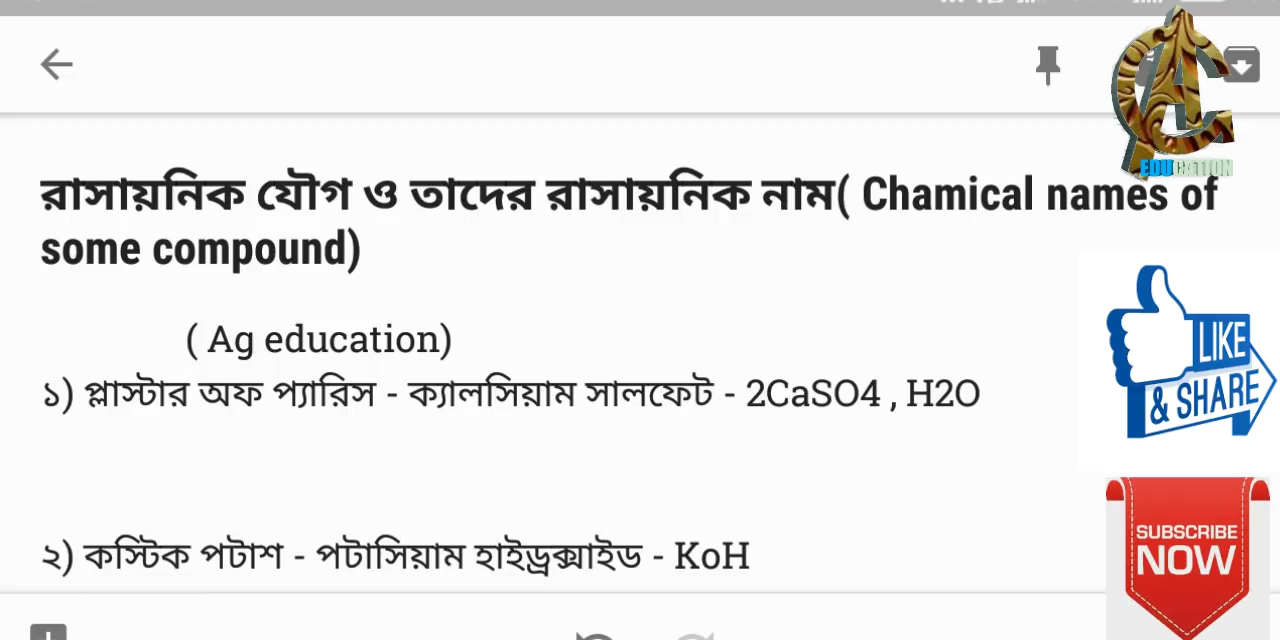 EDUCATION
রাসায়নিক যৌগ ও তাদের রাসায়নিক নাম( Chamical names of
some compound)
( Ag education)
১) প্লাস্টার অফ প্যারিস - ক্যালসিয়াম সালফেট - 2CaSO4 , H2O
২) কস্টিক পটাশ - পটাসিয়াম হাইড্রক্সাইড - KoH
LIKE
& SHARE
SUBSCRIBE
NOW